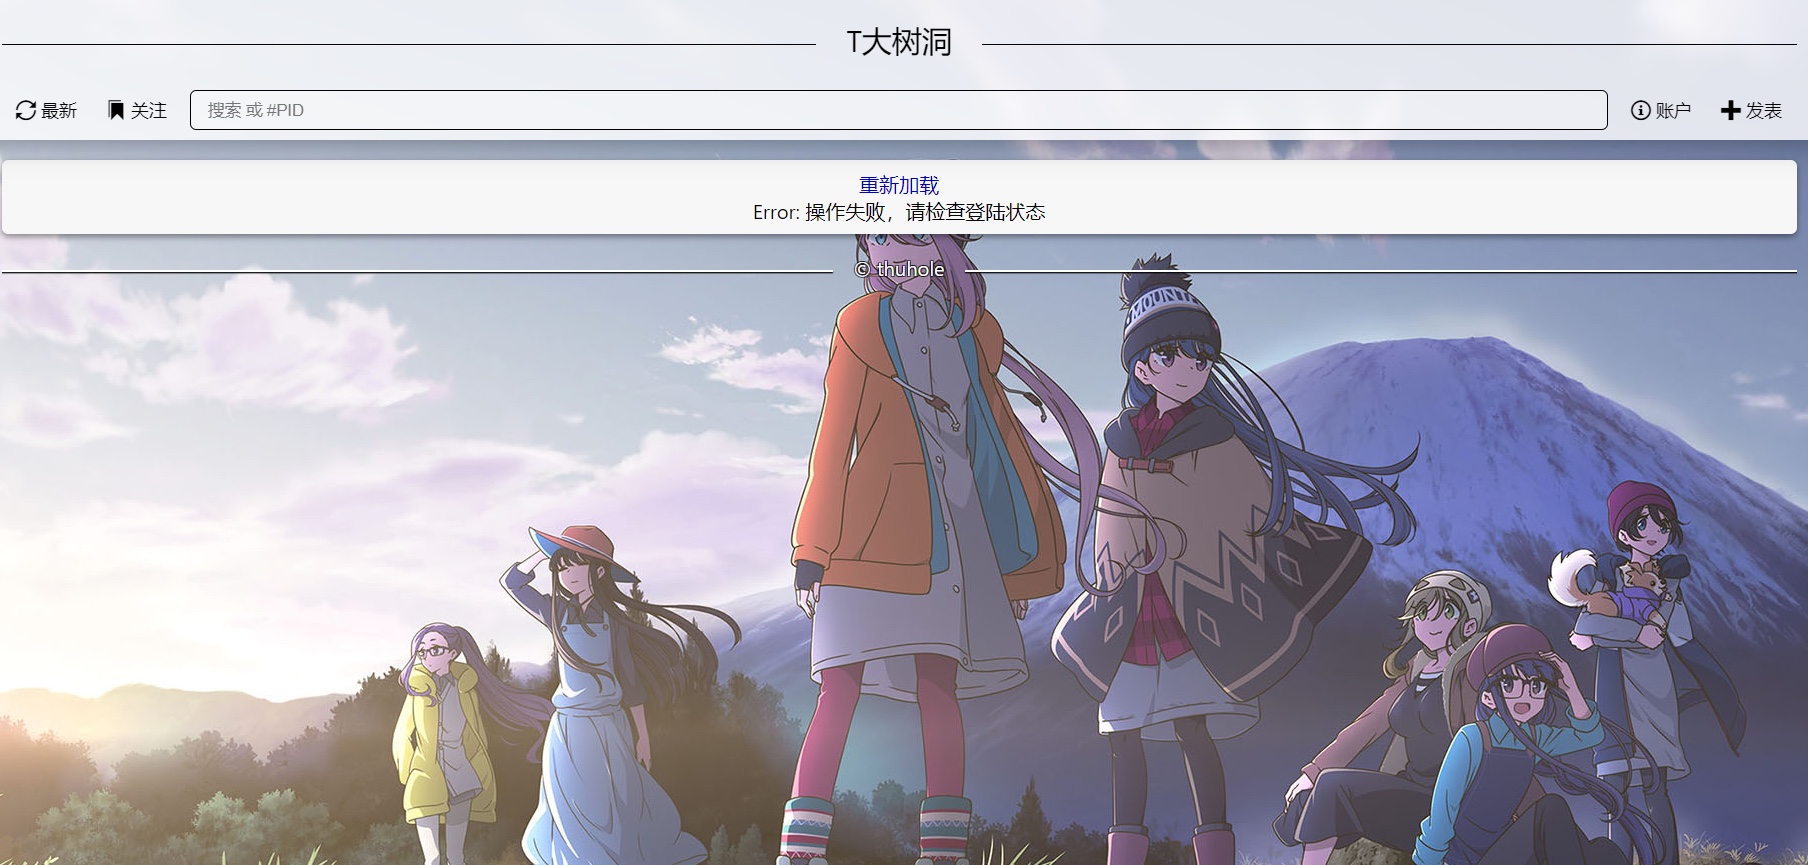 T大树洞
最新 关注 搜索 或 #PID 账户 发表
重新加载
Error: 操作失败，请检查登陆状态
© thuhole
MOUNT